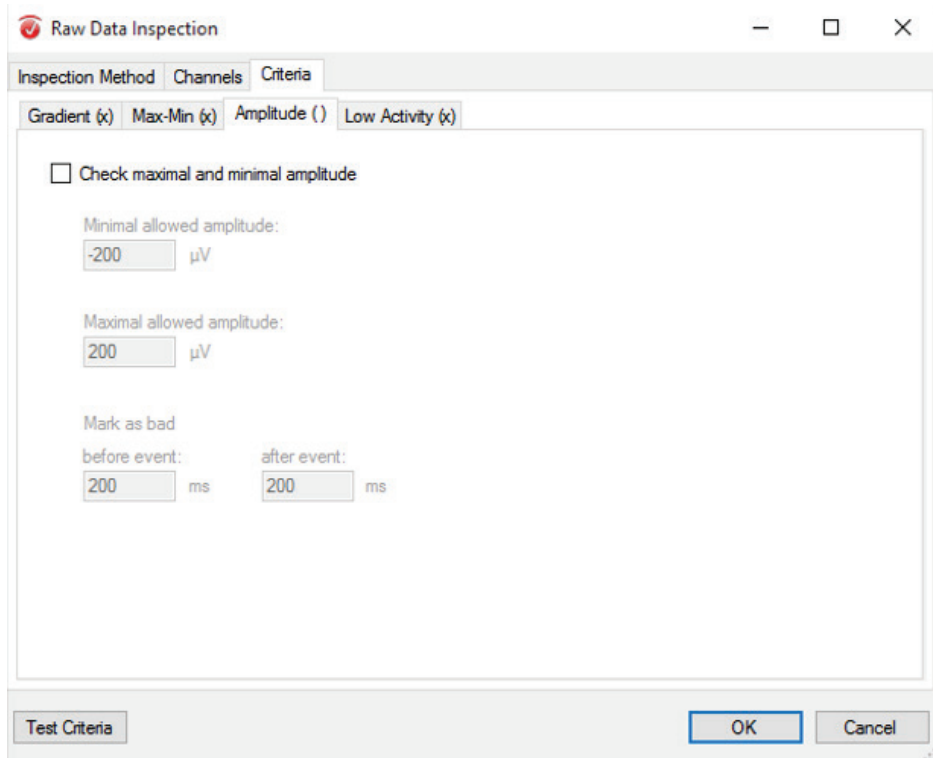 Raw Data Inspection
Inspection Method Channels Criteria
Gradient (x) Max-Min (x) Amplitude ( ) Low Activity (x)
Check maximal and minimal amplitude
Minimal allowed amplitude:
-200 µV
Maximal allowed amplitude:
200 µV
Mark as bad
before event: after event:
200 ms 200 ms
Test Criteria OK Cancel